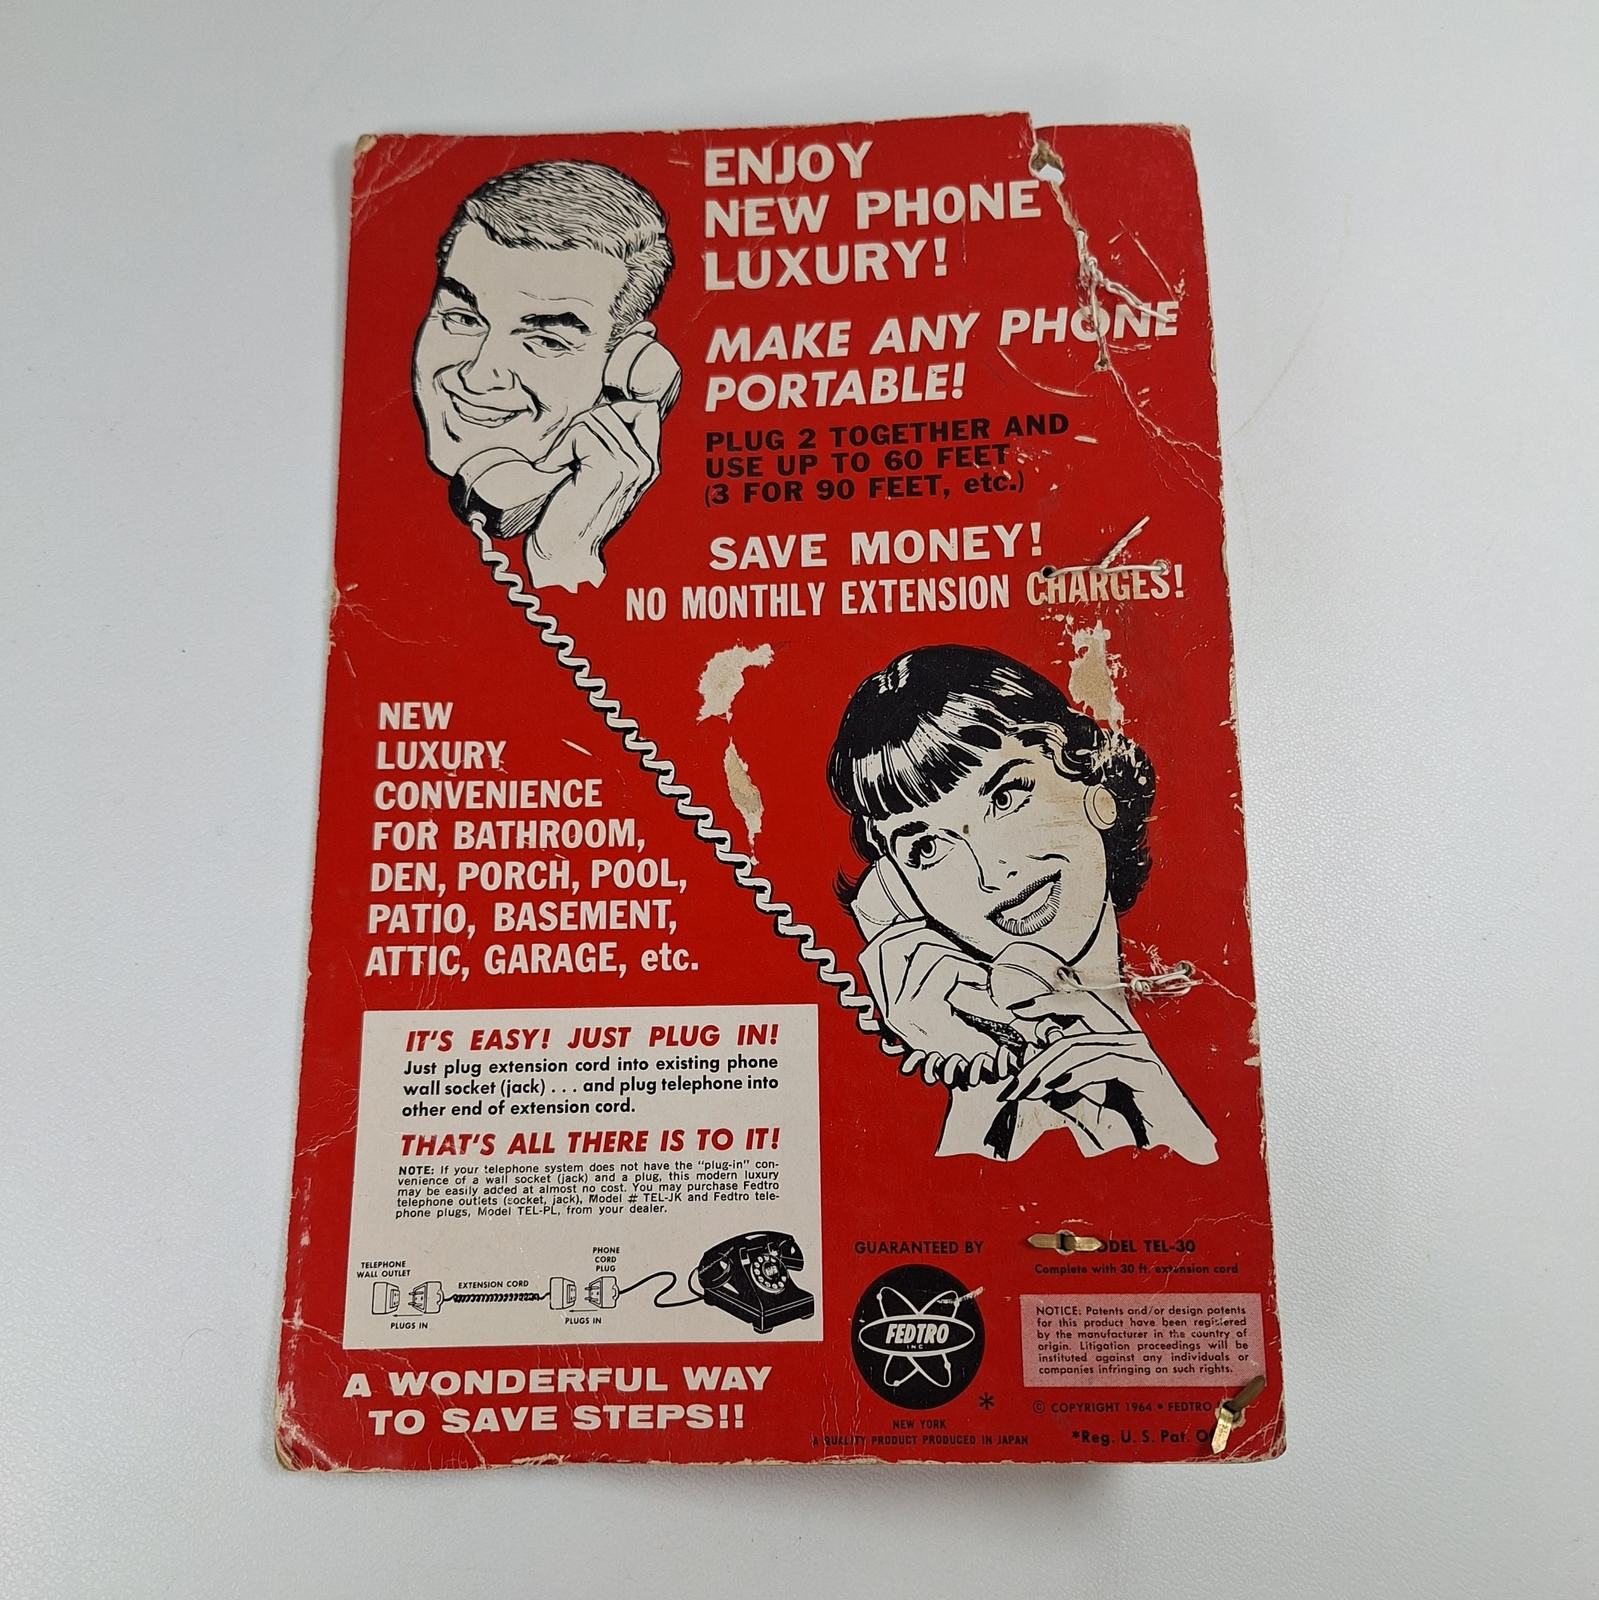 ENJOY
NEW PHONE
LUXURY!
MAKE ANY PHONE
PORTABLE!
PLUG 2 TOGETHER AND
USE UP TO 60 FEET
(3 FOR 90 FEET, etc.)
SAVE MONEY!
NO MONTHLY EXTENSION CHARGES!
NEW
LUXURY
CONVENIENCE
FOR BATHROOM,
DEN, PORCH, POOL,
PATIO, BASEMENT,
ATTIC, GARAGE, etc.
IT'S EASY! JUST PLUG IN!
Just plug extension cord into existing phone
wall socket (jack) . . . and plug telephone into
other end of extension cord.
THAT'S ALL THERE IS TO IT!
NOTE: If your telephone system does not have the "plug-in" con-
venience of a wall socket (jack) and a plug, this modern luxury
may be easily added at almost no cost. You may purchase Fedtro
telephone outlets (socket, jack), Model # TEL-JK and Fedtro tele-
phone plugs, Model TEL-PL, from your dealer.
TELEPHONE
WALL OUTLET
PLUGS IN
EXTENSION CORD
PHONE
CORD
PLUG
PLUGS IN
A WONDERFUL WAY
TO SAVE STEPS!!
GUARANTEED BY
FEDTRO
INC.
*
NEW YORK
A QUALITY PRODUCT PRODUCED IN JAPAN
ODEL TEL-30
Complete with 30 ft. extension cord
NOTICE: Patents and/or design patents
for this product have been registered
by the manufacturer in the country of
origin. Litigation proceedings will be
instituted against any individuals or
companies infringing on such rights.
© COPYRIGHT 1964 • FEDTRO
*Reg. U. S. Pat. O